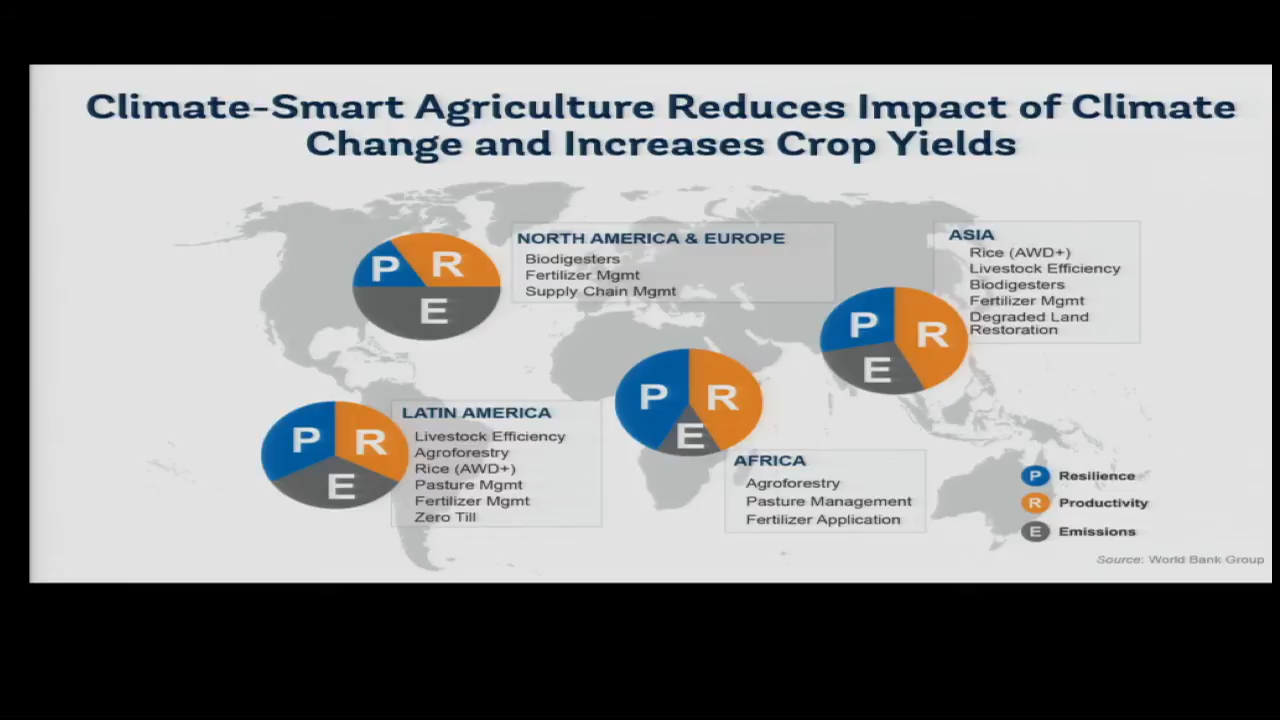 Climate-Smart Agriculture Reduces Impact of Climate
Change and Increases Crop Yields
P R
E
NORTH AMERICA & EUROPE
Biodigesters
Fertilizer Mgmt
Supply Chain Mgmt
P R
E
ASIA
Rice (AWD+)
Livestock Efficiency
Biodigesters
Fertilizer Mgmt
Degraded Land
Restoration
P R
E
LATIN AMERICA
Livestock Efficiency
Agroforestry
Rice (AWD+)
Pasture Mgmt
Fertilizer Mgmt
Zero Till
P R
E
AFRICA
Agroforestry
Pasture Management
Fertilizer Application
P Resilience
R Productivity
E Emissions
Source: World Bank Group